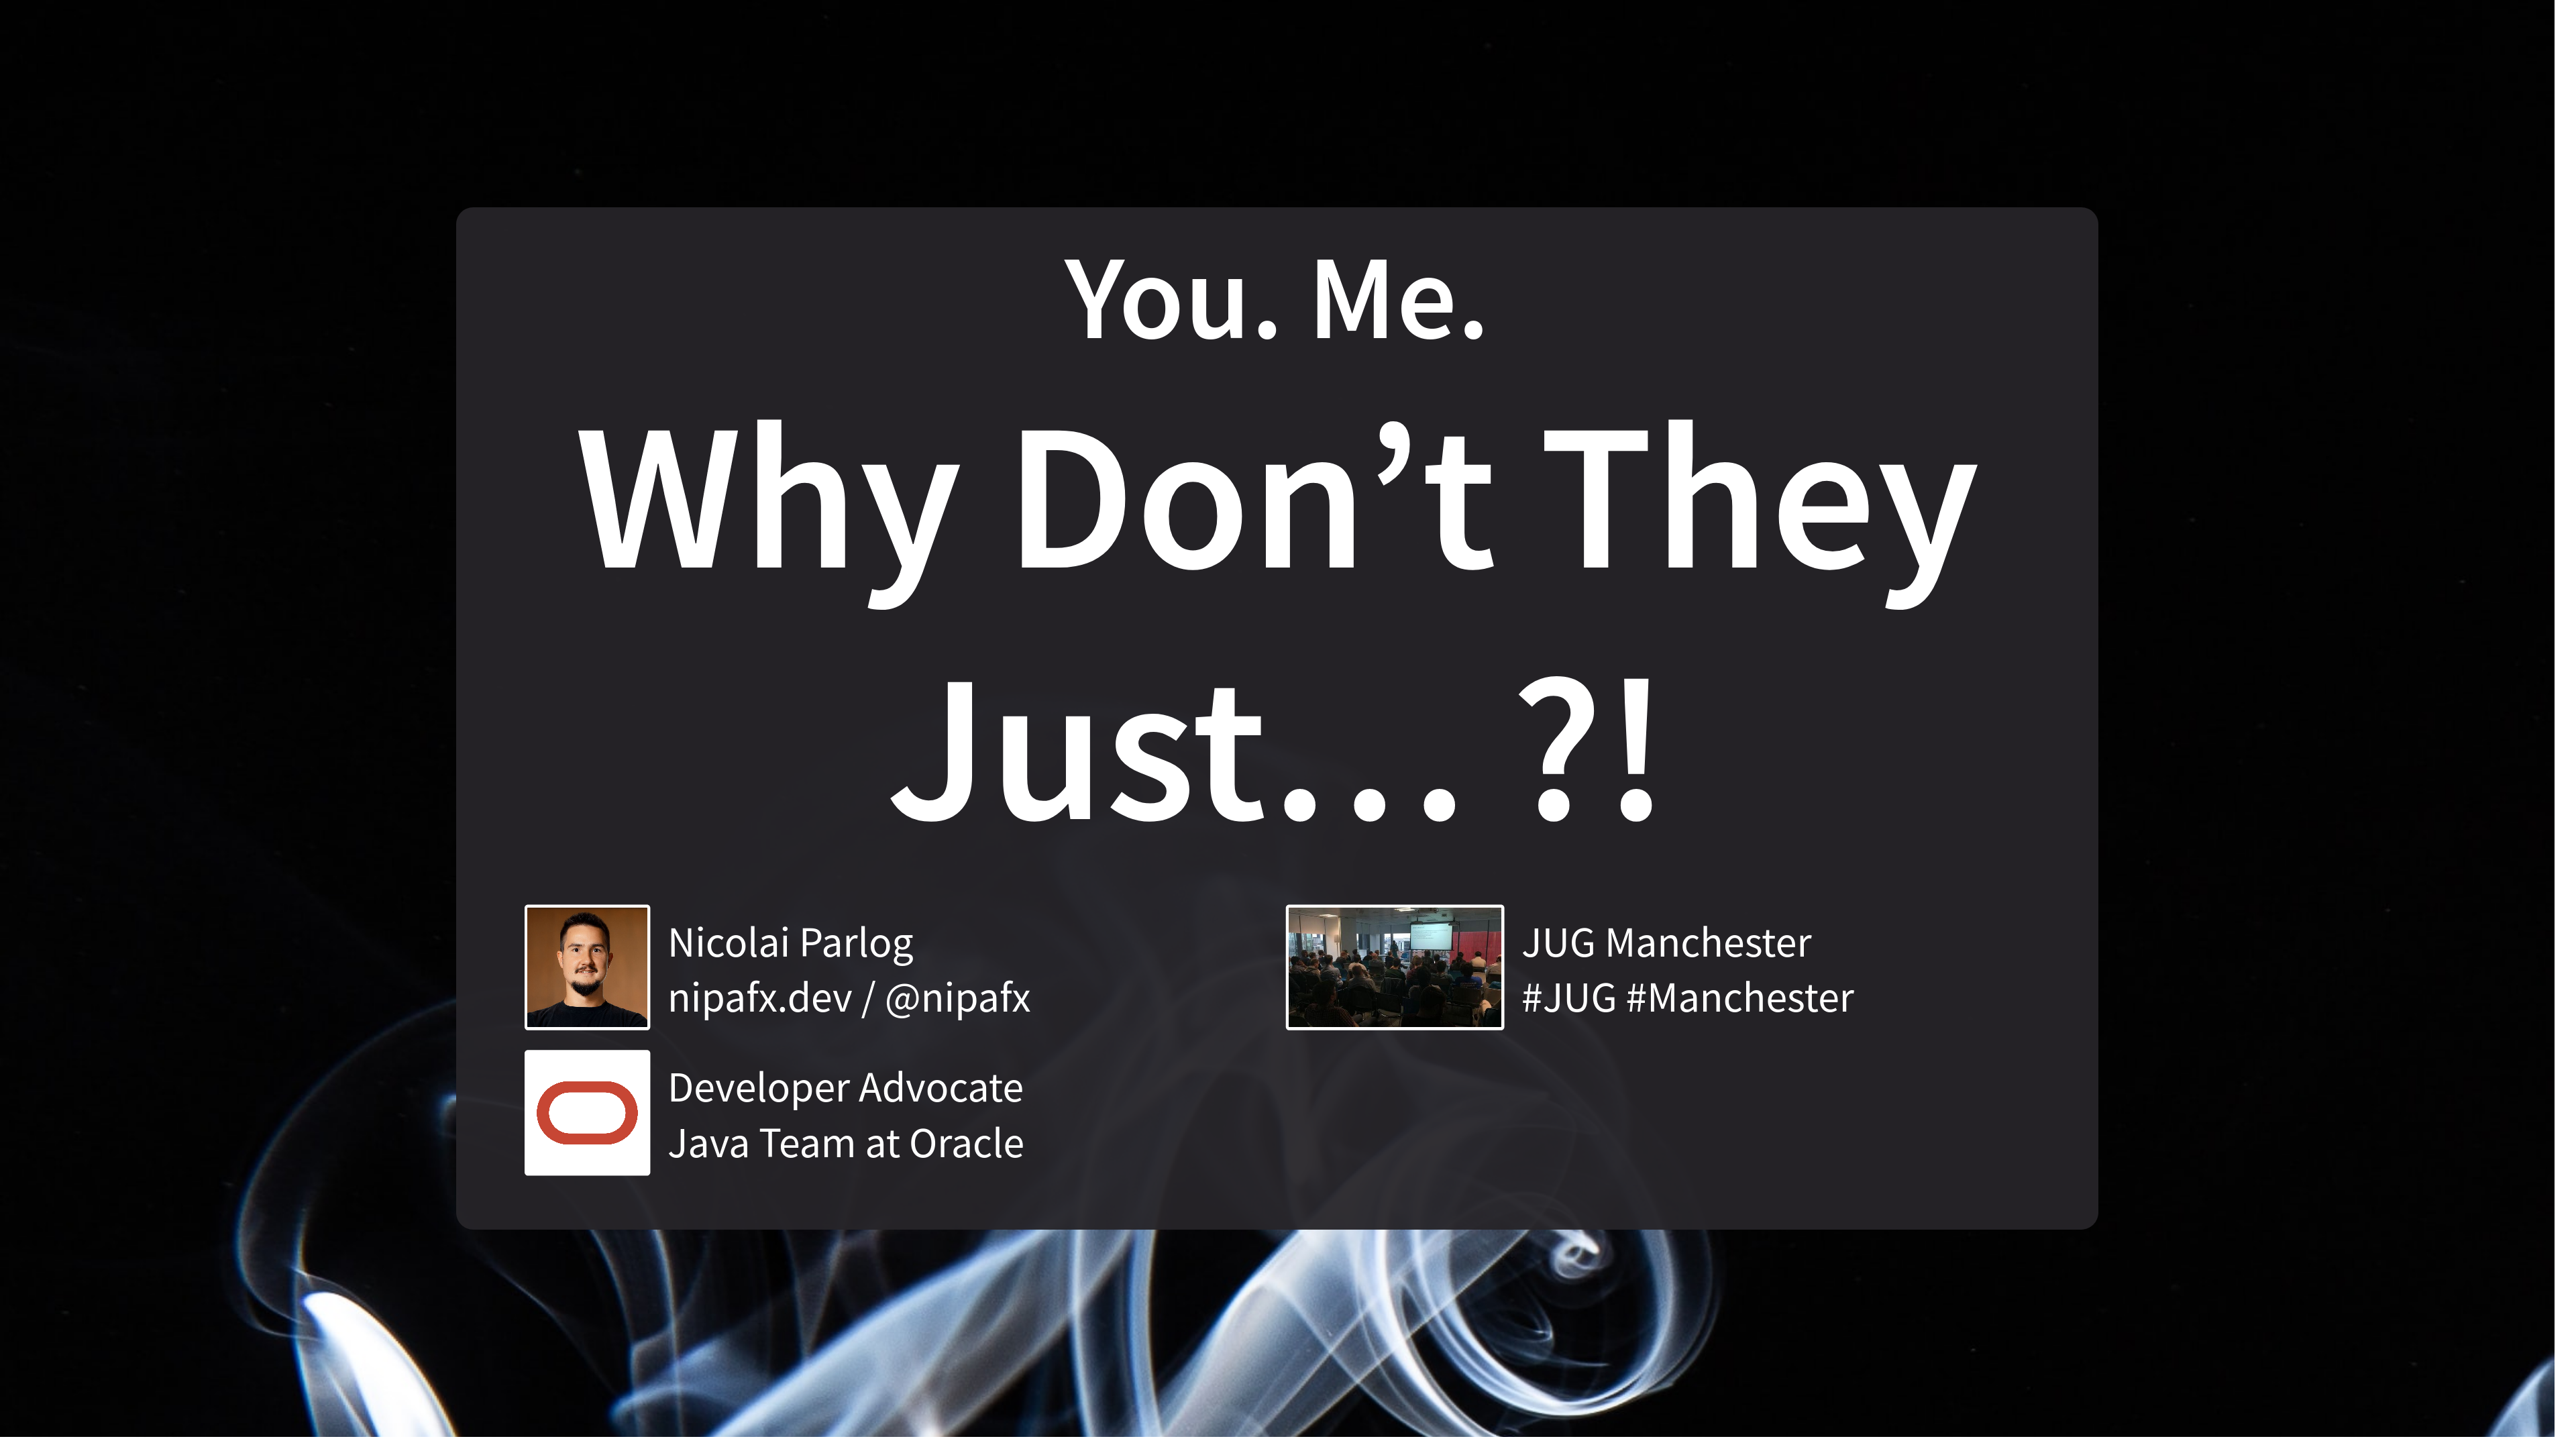 You. Me.
Why Don’t They
Just… ?!
Nicolai Parlog
nipafx.dev / @nipafx
Developer Advocate
Java Team at Oracle
JUG Manchester
#JUG #Manchester